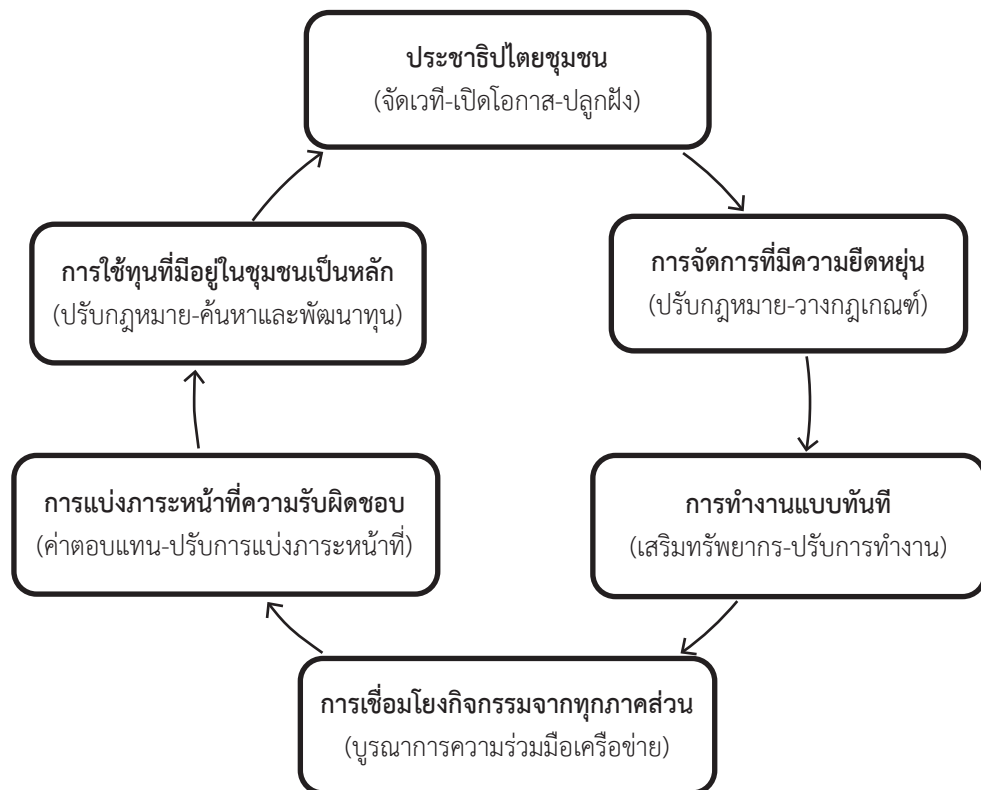 ประชาธิปไตยชุมชน
(จัดเวที-เปิดโอกาส-ปลูกฝัง)
การจัดการที่มีความยืดหยุ่น
(ปรับกฎหมาย-วางกฎเกณฑ์)
การทำงานแบบทันที
(เสริมทรัพยากร-ปรับการทำงาน)
การเชื่อมโยงกิจกรรมจากทุกภาคส่วน
(บูรณาการความร่วมมือเครือข่าย)
การแบ่งภาระหน้าที่ความรับผิดชอบ
(ค่าตอบแทน-ปรับการแบ่งภาระหน้าที่)
การใช้ทุนที่มีอยู่ในชุมชนเป็นหลัก
(ปรับกฎหมาย-ค้นหาและพัฒนาทุน)